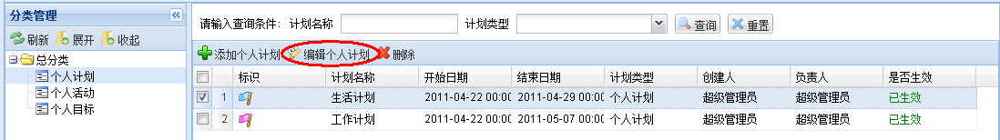 分类管理
请输入查询条件: 计划名称 计划类型 查询 重置
刷新 展开 收起
添加个人计划 编辑个人计划 删除
总分类
个人计划
个人活动
个人目标
标识 计划名称 开始日期 结束日期 计划类型 创建人 负责人 是否生效
1 生活计划 2011-04-22 00:00 2011-04-29 00:00 个人计划 超级管理员 超级管理员 已生效
2 工作计划 2011-04-22 00:00 2011-05-07 00:00 个人计划 超级管理员 超级管理员 已生效